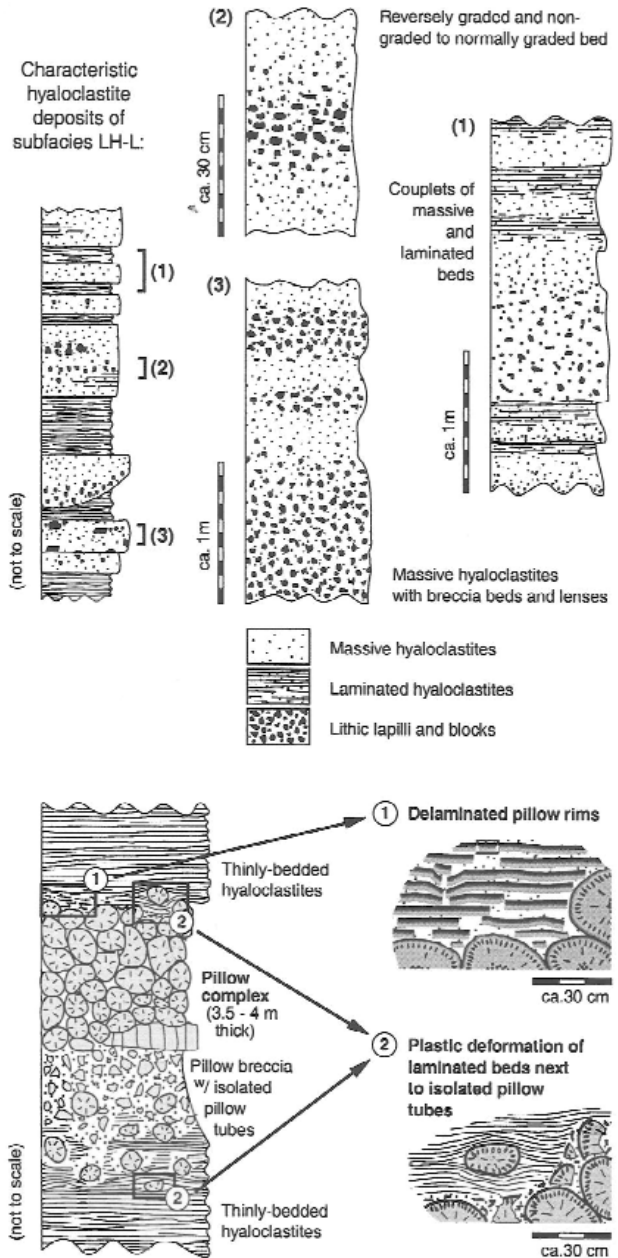 Characteristic
hyaloclastite
deposits of
subfacies LH-L:
(not to scale)
(1)
(2)
(3)
(2)
Reversely graded and non-
graded to normally graded bed
ca. 30 cm
(1)
Couplets of
massive
and
laminated
beds
ca. 1m
(3)
ca. 1m
Massive hyaloclastites
with breccia beds and lenses
Massive hyaloclastites
Laminated hyaloclastites
Lithic lapilli and blocks
(not to scale)
1
2
2
Thinly-bedded
hyaloclastites
Pillow
complex
(3.5 - 4 m
thick)
Pillow breccia
w/ isolated
pillow
tubes
Thinly-bedded
hyaloclastites
1 Delaminated pillow rims
ca.30 cm
2 Plastic deformation of
laminated beds next
to isolated pillow
tubes
ca.30 cm